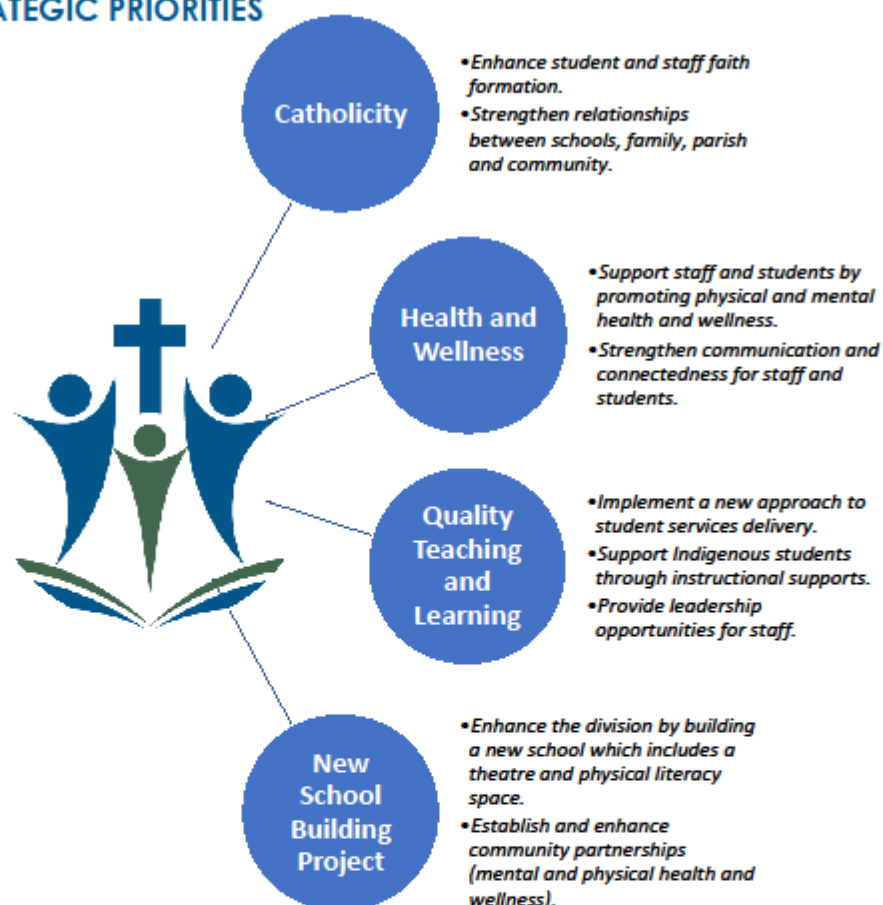 ATEGIC PRIORITIES
Catholicity
•Enhance student and staff faith
formation.
•Strengthen relationships
between schools, family, parish
and community.
Health and
Wellness
•Support staff and students by
promoting physical and mental
health and wellness.
•Strengthen communication and
connectedness for staff and
students.
Quality
Teaching
and
Learning
•Implement a new approach to
student services delivery.
•Support Indigenous students
through instructional supports.
•Provide leadership
opportunities for staff.
New
School
Building
Project
•Enhance the division by building
a new school which includes a
theatre and physical literacy
space.
•Establish and enhance
community partnerships
(mental and physical health and
wellness).